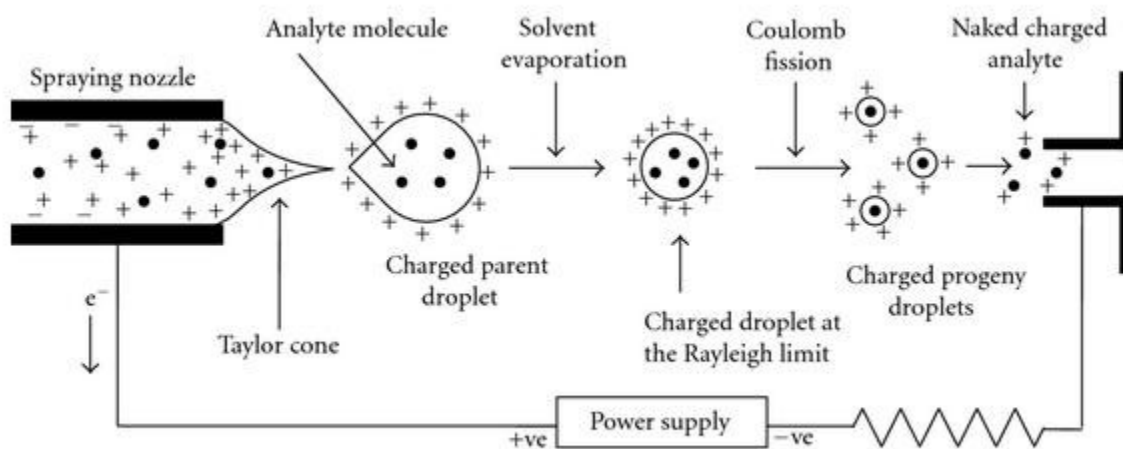 Spraying nozzle
Analyte molecule
Solvent
evaporation
Coulomb
fission
Naked charged
analyte
Charged parent
droplet
Taylor cone
e⁻
Charged droplet at
the Rayleigh limit
Charged progeny
droplets
+ve
Power supply
−ve